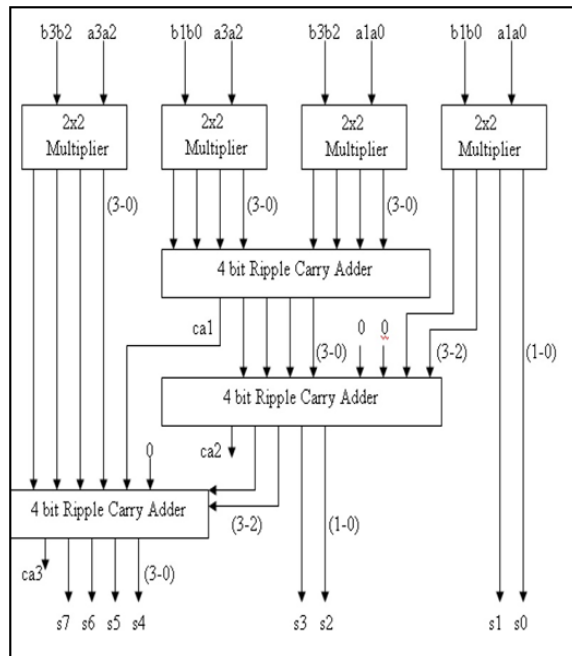 b3b2 a3a2 b1b0 a3a2 b3b2 a1a0 b1b0 a1a0
2x2 2x2 2x2 2x2
Multiplier Multiplier Multiplier Multiplier
(3-0) (3-0) (3-0)
4 bit Ripple Carry Adder
ca1 0 0
(3-0) (3-2) (1-0)
4 bit Ripple Carry Adder
0 ca2
4 bit Ripple Carry Adder
(3-2) (1-0)
ca3 (3-0)
s7 s6 s5 s4 s3 s2 s1 s0